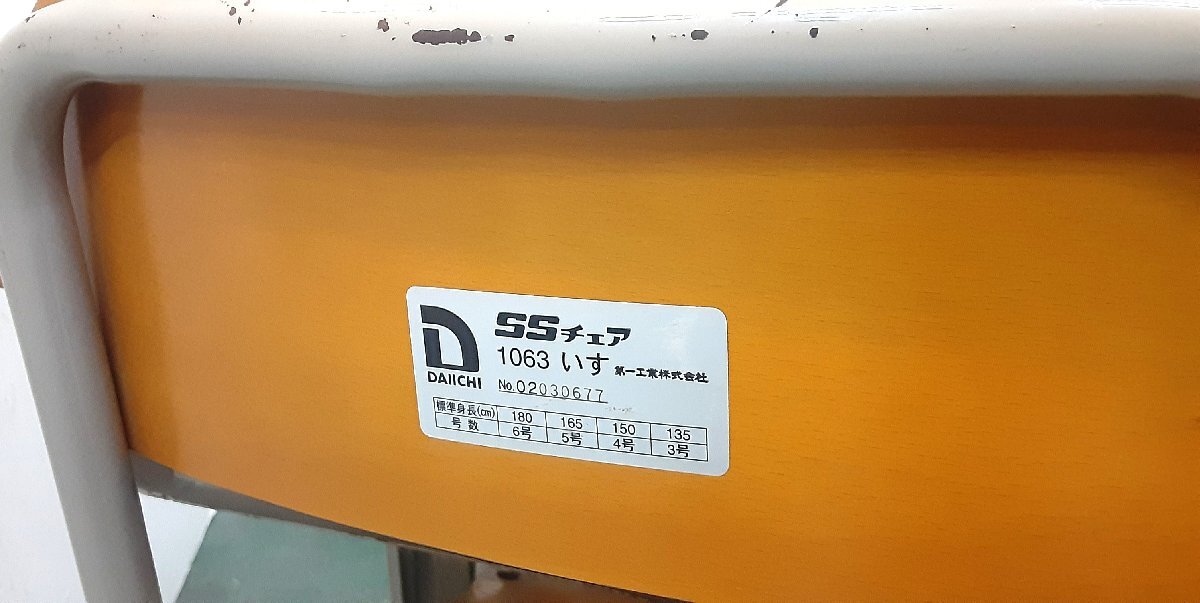 D
DAIICHI
SSチェア
1063 いす 第一工業株式会社
No.02030677
標準身長(cm) 180 165 150 135
号数 6号 5号 4号 3号